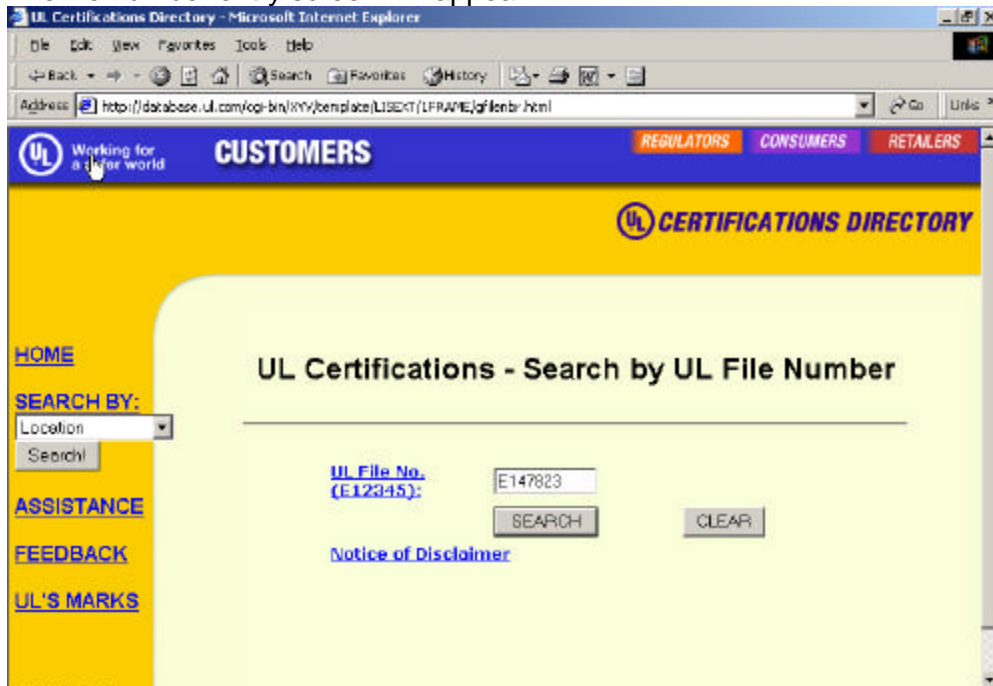 UL Certifications Directory - Microsoft Internet Explorer
File Edit View Favorites Tools Help
Back Search Favorites History
Address http://database.ul.com/cgi-bin/XYV/template/LISEXT/1FRAME/gfilenbr.html Go Links
UL Working for a safer world CUSTOMERS REGULATORS CONSUMERS RETAILERS
UL CERTIFICATIONS DIRECTORY
HOME
UL Certifications - Search by UL File Number
SEARCH BY:
Location
Search!
UL File No.
(E12345):
E147823
SEARCH CLEAR
ASSISTANCE
Notice of Disclaimer
FEEDBACK
UL'S MARKS